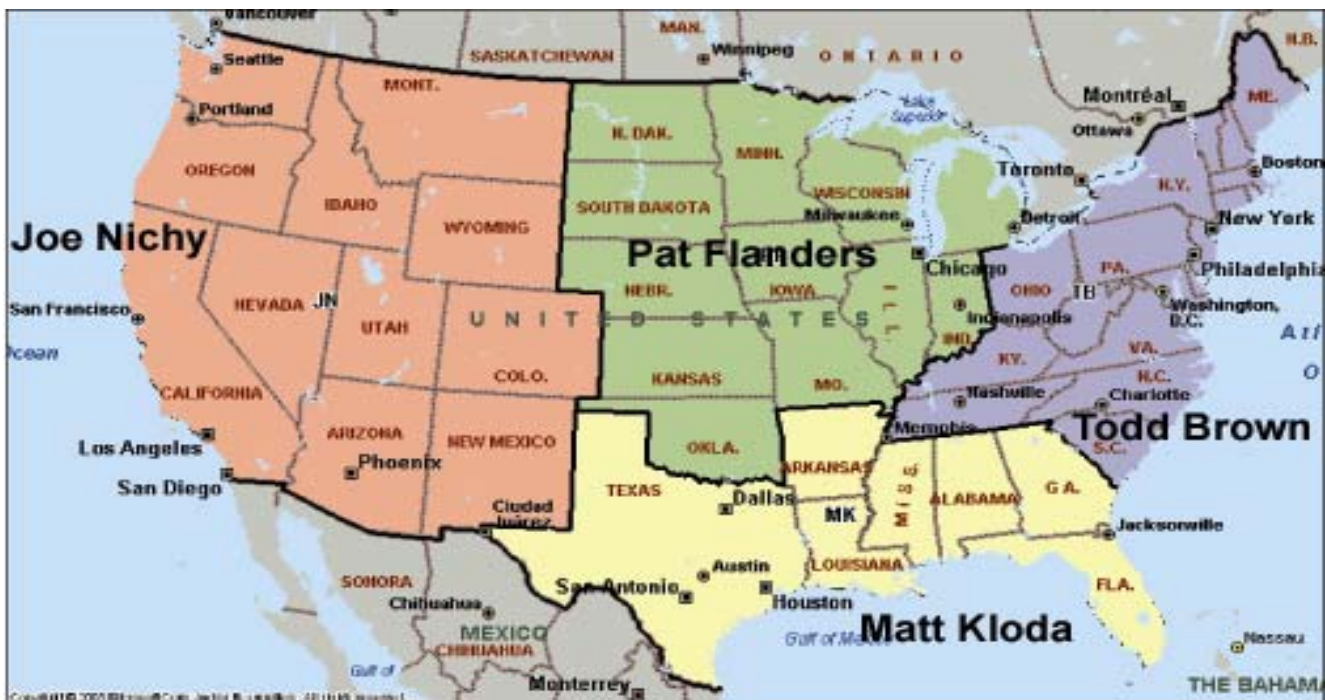 Vancouver
Seattle
Portland
OREGON
MONT.
IDAHO
WYOMING
Joe Nichy
San Francisco
NEVADA
JN
UTAH
COLO.
CALIFORNIA
Los Angeles
San Diego
ARIZONA
Phoenix
NEW MEXICO
Ocean
SASKATCHEWAN
MAN.
Winnipeg
ONTARIO
N. DAK.
MINN.
SOUTH DAKOTA
WISCONSIN
Lake
Superior
Milwaukee
Pat Flanders
Detroit
Chicago
NEBR.
IOWA
ILL
IND.
Indianapolis
UNITED STATES
KANSAS
MO.
OKLA.
N.B.
ME.
Montréal
Ottawa
Toronto
Boston
N.Y.
New York
PA.
Philadelphia
OHIO
TB
Washington,
D.C.
KY.
VA.
N.C.
Nashville
Charlotte
Memphis
Todd Brown
S.C.
Atl
O
ARKANSAS
TEXAS
Dallas
MK
MISS
ALABAMA
GA.
Jacksonville
LOUISIANA
Austin
San Antonio
Houston
FLA.
Matt Kloda
Gulf of Mexico
Ciudad
Juárez
SONORA
Chihuahua
MEXICO
CHIHUAHUA
Gulf of
Monterrey
Nassau
THE BAHAMA